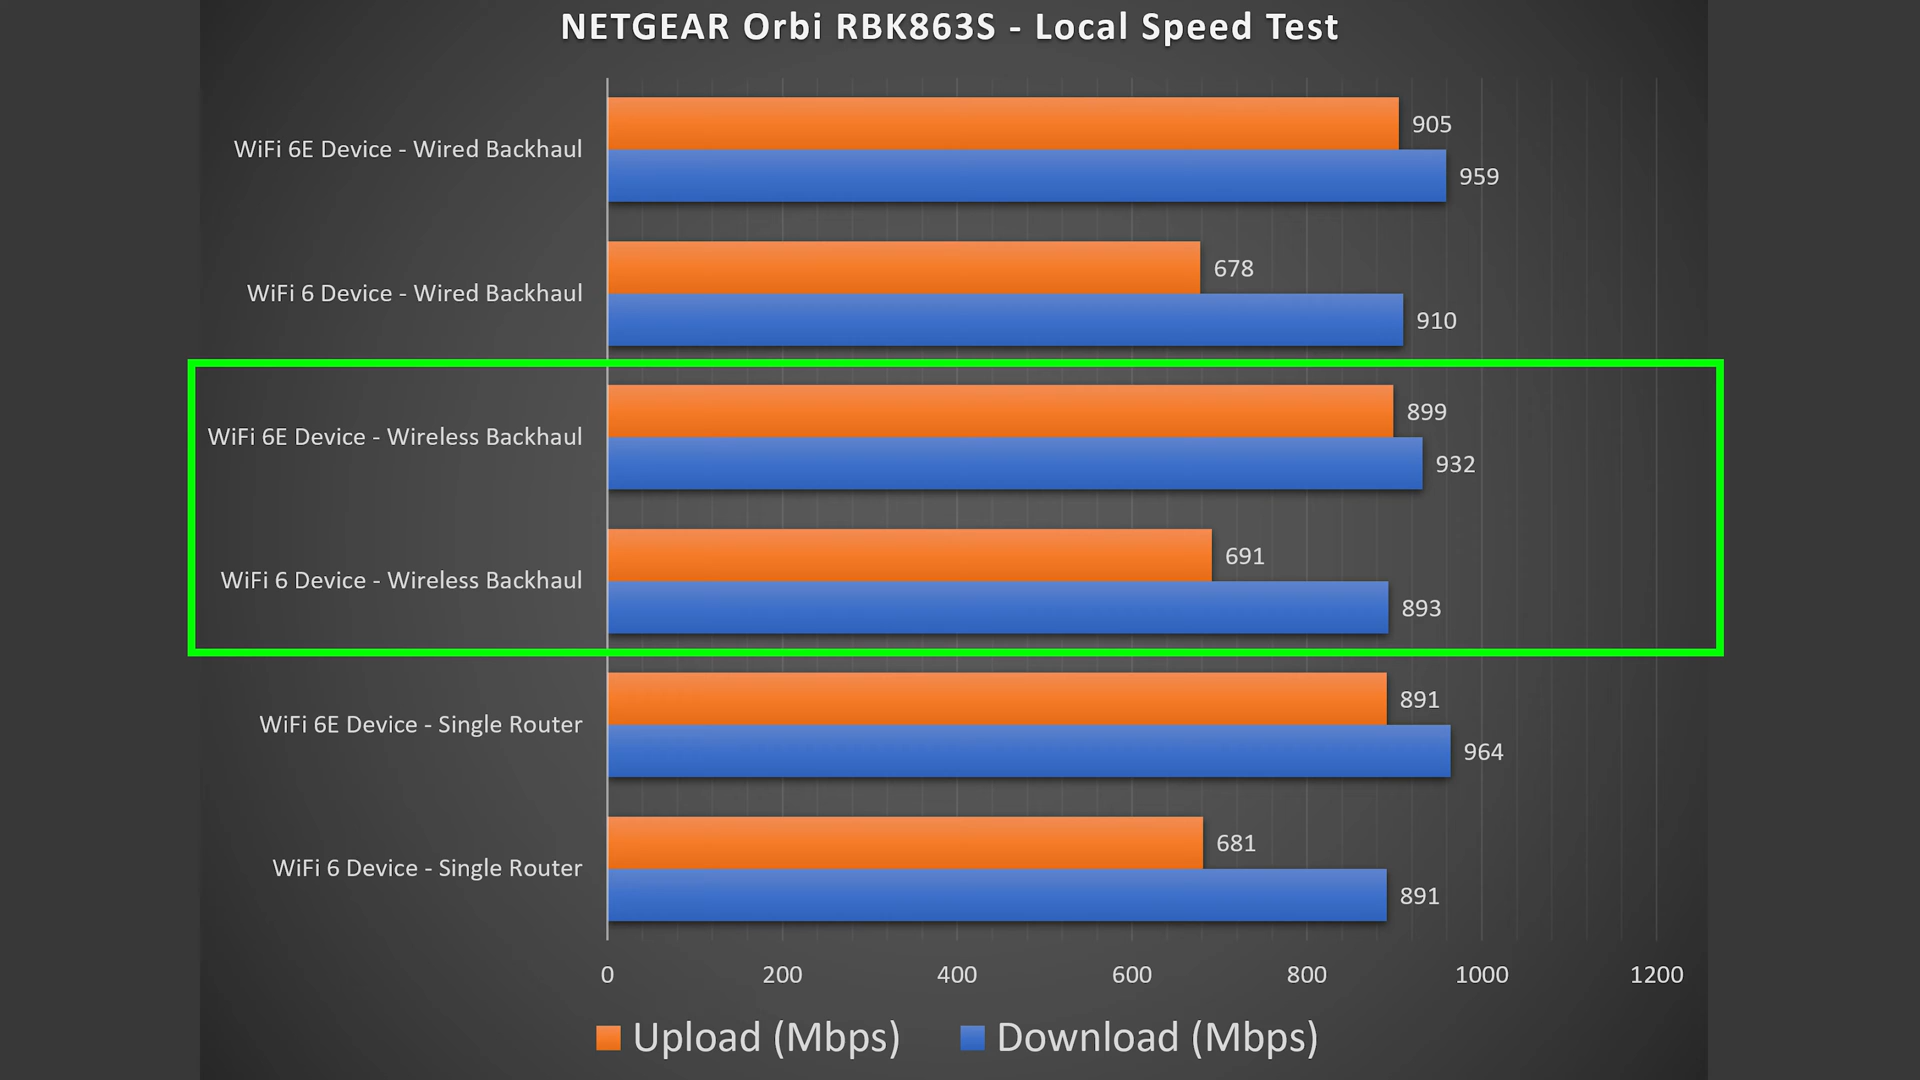 NETGEAR Orbi RBK863S - Local Speed Test
WiFi 6E Device - Wired Backhaul
905
959
WiFi 6 Device - Wired Backhaul
678
910
WiFi 6E Device - Wireless Backhaul
899
932
WiFi 6 Device - Wireless Backhaul
691
893
WiFi 6E Device - Single Router
891
964
WiFi 6 Device - Single Router
681
891
0 200 400 600 800 1000 1200
Upload (Mbps) Download (Mbps)